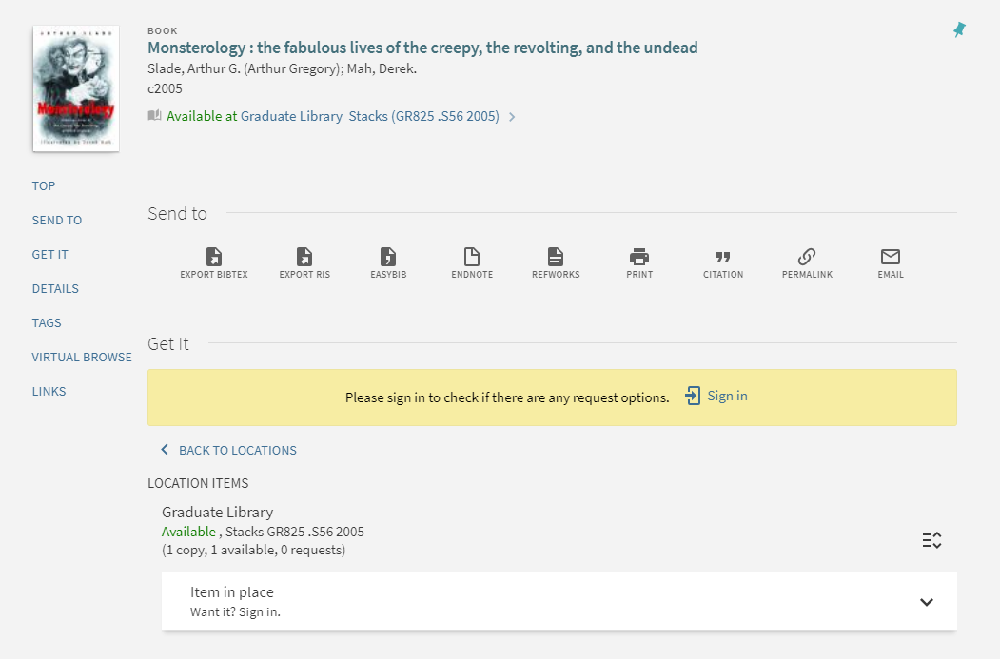 BOOK
Monsterology : the fabulous lives of the creepy, the revolting, and the undead
Slade, Arthur G. (Arthur Gregory); Mah, Derek.
c2005
Available at Graduate Library Stacks (GR825 .S56 2005)
ARTHUR SLADE
Monsterology
Illustrated by Derek Mah
TOP
SEND TO
GET IT
DETAILS
TAGS
VIRTUAL BROWSE
LINKS
Send to
EXPORT BIBTEX
EXPORT RIS
EASYBIB
ENDNOTE
REFWORKS
PRINT
CITATION
PERMALINK
EMAIL
Get It
Please sign in to check if there are any request options. Sign in
BACK TO LOCATIONS
LOCATION ITEMS
Graduate Library
Available , Stacks GR825 .S56 2005
(1 copy, 1 available, 0 requests)
Item in place
Want it? Sign in.